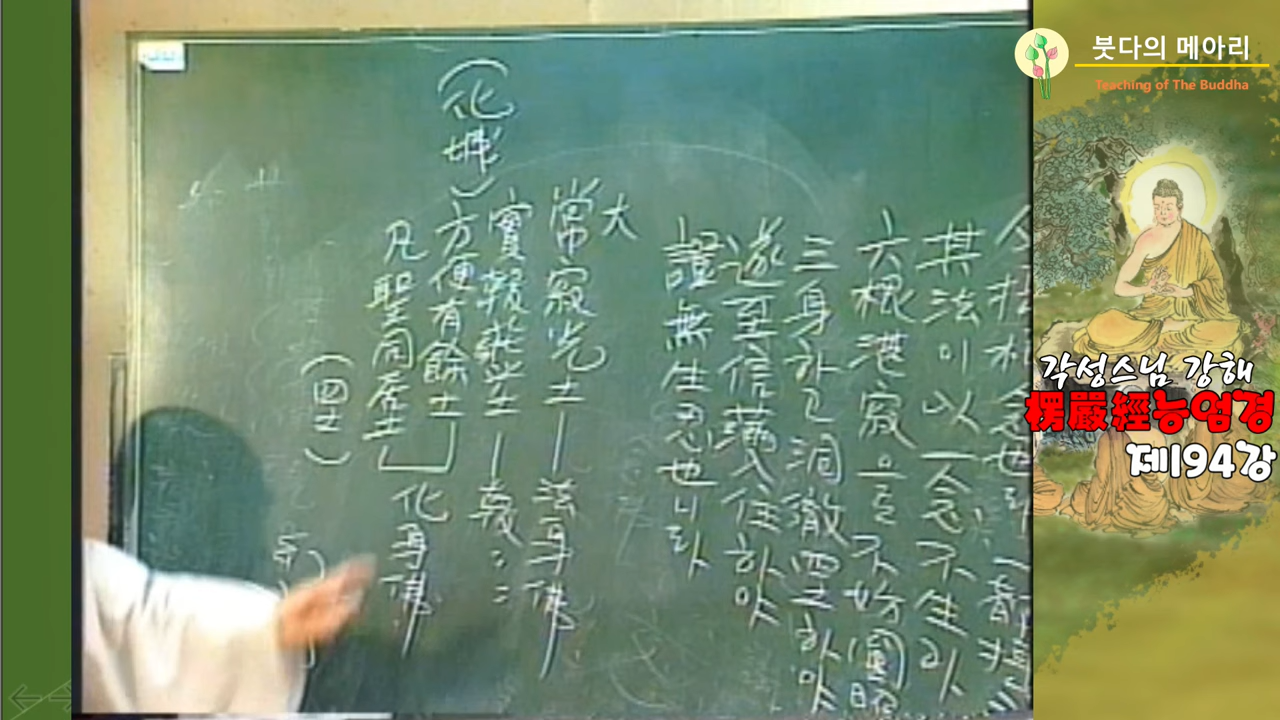 붓다의 메아리
Teaching of The Buddha
각성스님 강해
楞嚴經능엄경
제194강
其法이以一念不生라
六根湛寂은不妨圓
三身하고洞徹하야
遂至信滿入住하야
證無生忍也니라
大
常寂光土ㅣ法身佛
實報莊土ㅣ報〃〃
方便有餘土
凡聖同居土
化身佛
(化城)
(四土)